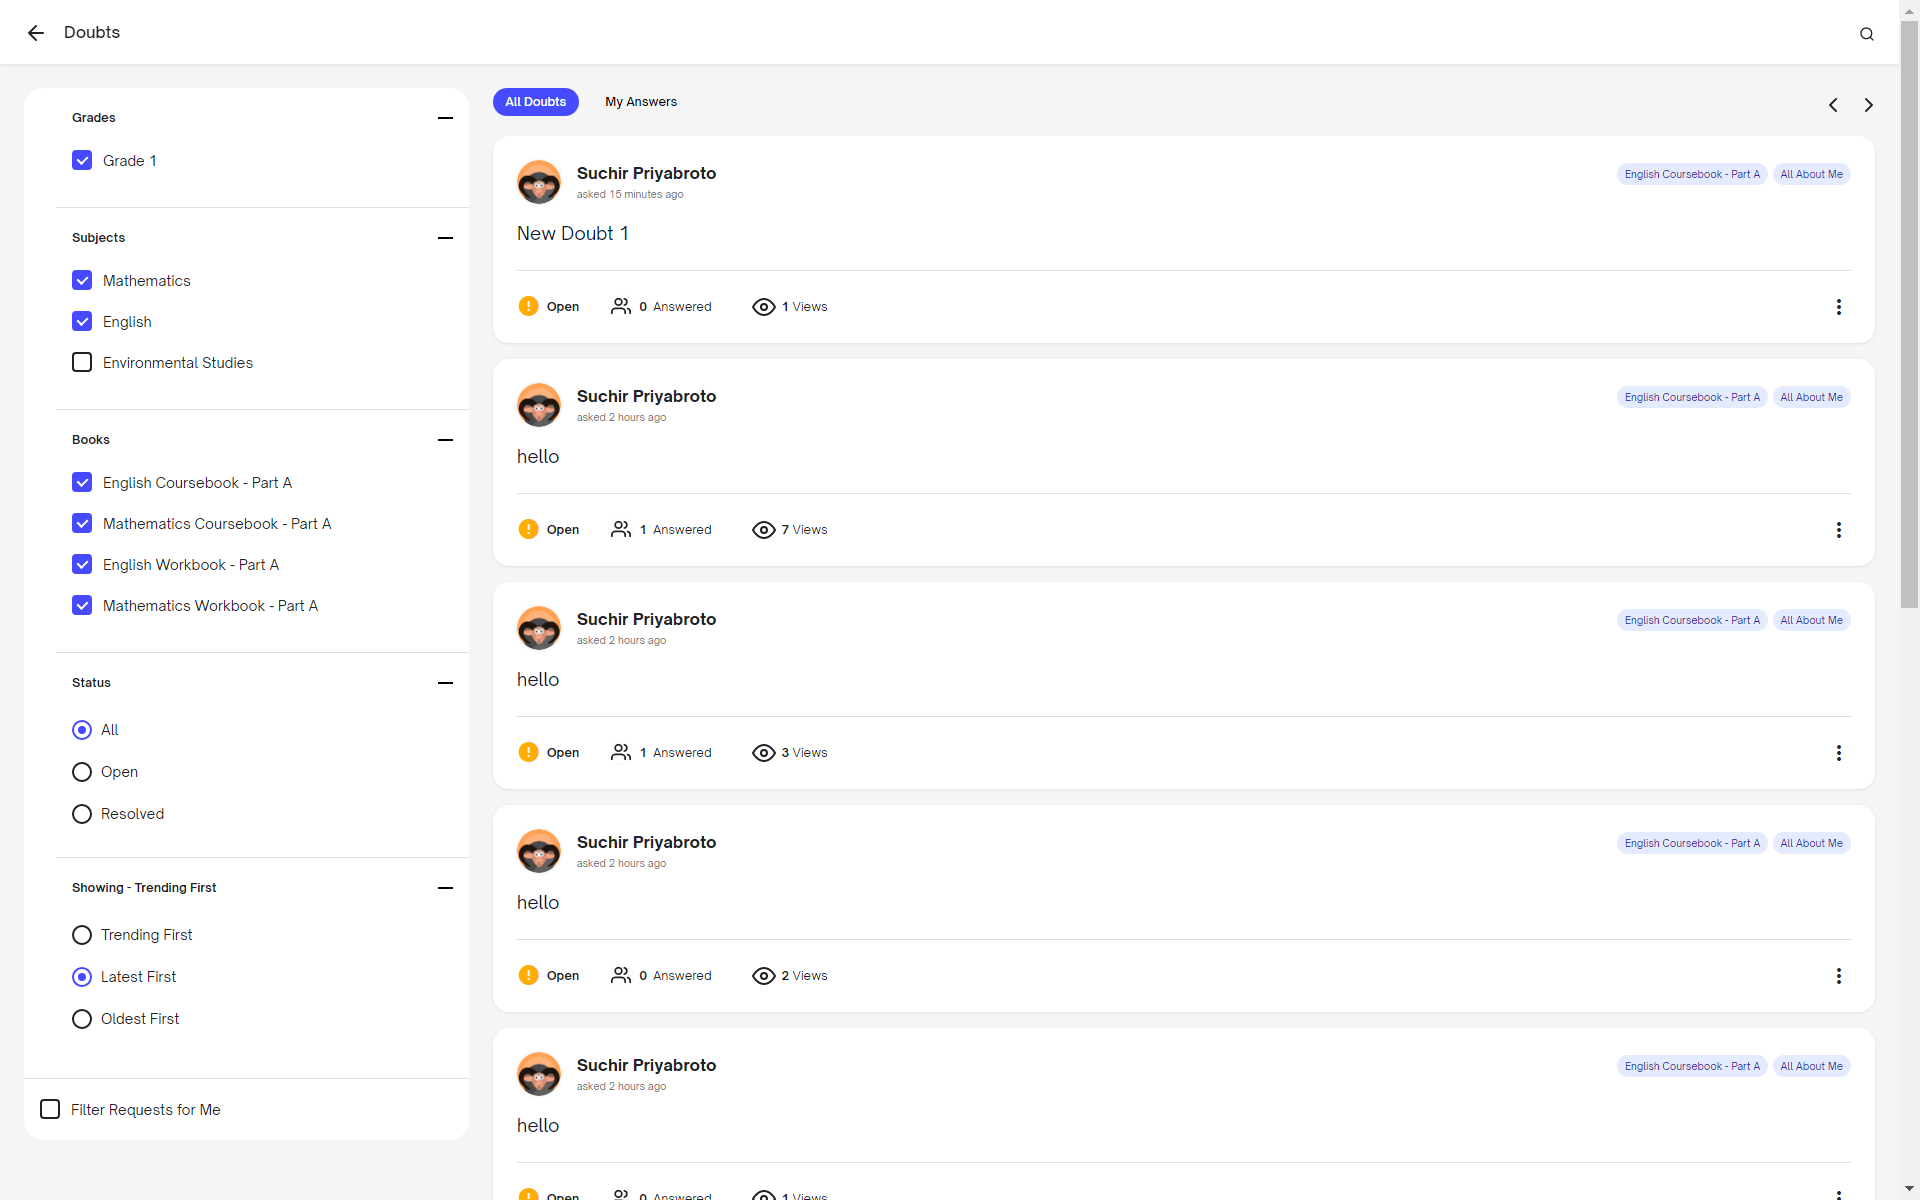 Doubts
Grades
Grade 1
Subjects
Mathematics
English
Environmental Studies
Books
English Coursebook - Part A
Mathematics Coursebook - Part A
English Workbook - Part A
Mathematics Workbook - Part A
Status
All
Open
Resolved
Showing - Trending First
Trending First
Latest First
Oldest First
Filter Requests for Me
All Doubts My Answers
Suchir Priyabroto English Coursebook - Part A All About Me
asked 15 minutes ago
New Doubt 1
Open 0 Answered 1 Views
Suchir Priyabroto English Coursebook - Part A All About Me
asked 2 hours ago
hello
Open 1 Answered 7 Views
Suchir Priyabroto English Coursebook - Part A All About Me
asked 2 hours ago
hello
Open 1 Answered 3 Views
Suchir Priyabroto English Coursebook - Part A All About Me
asked 2 hours ago
hello
Open 0 Answered 2 Views
Suchir Priyabroto English Coursebook - Part A All About Me
asked 2 hours ago
hello
Open 0 Answered 1 Views